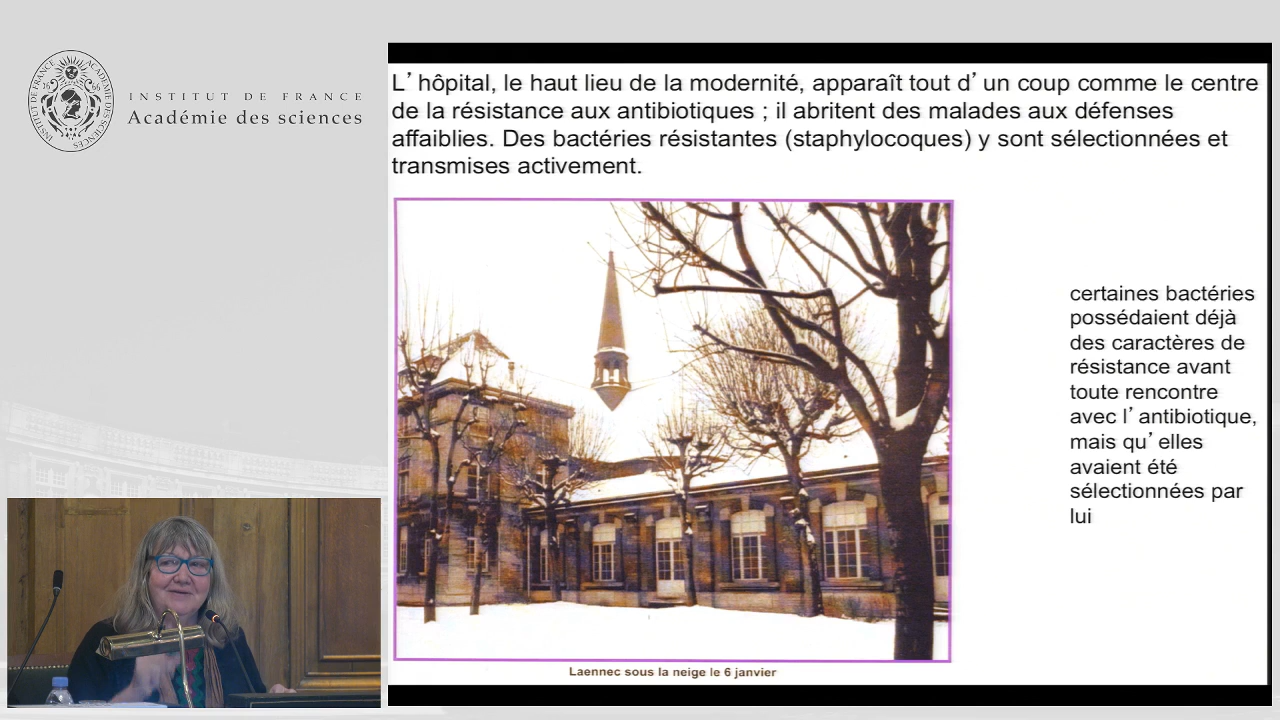 INSTITUT DE FRANCE
Académie des sciences
L’hôpital, le haut lieu de la modernité, apparaît tout d’un coup comme le centre
de la résistance aux antibiotiques ; il abritent des malades aux défenses
affaiblies. Des bactéries résistantes (staphylocoques) y sont sélectionnées et
transmises activement.
certaines bactéries
possédaient déjà
des caractères de
résistance avant
toute rencontre
avec l’antibiotique,
mais qu’elles
avaient été
sélectionnées par
lui
Laennec sous la neige le 6 janvier